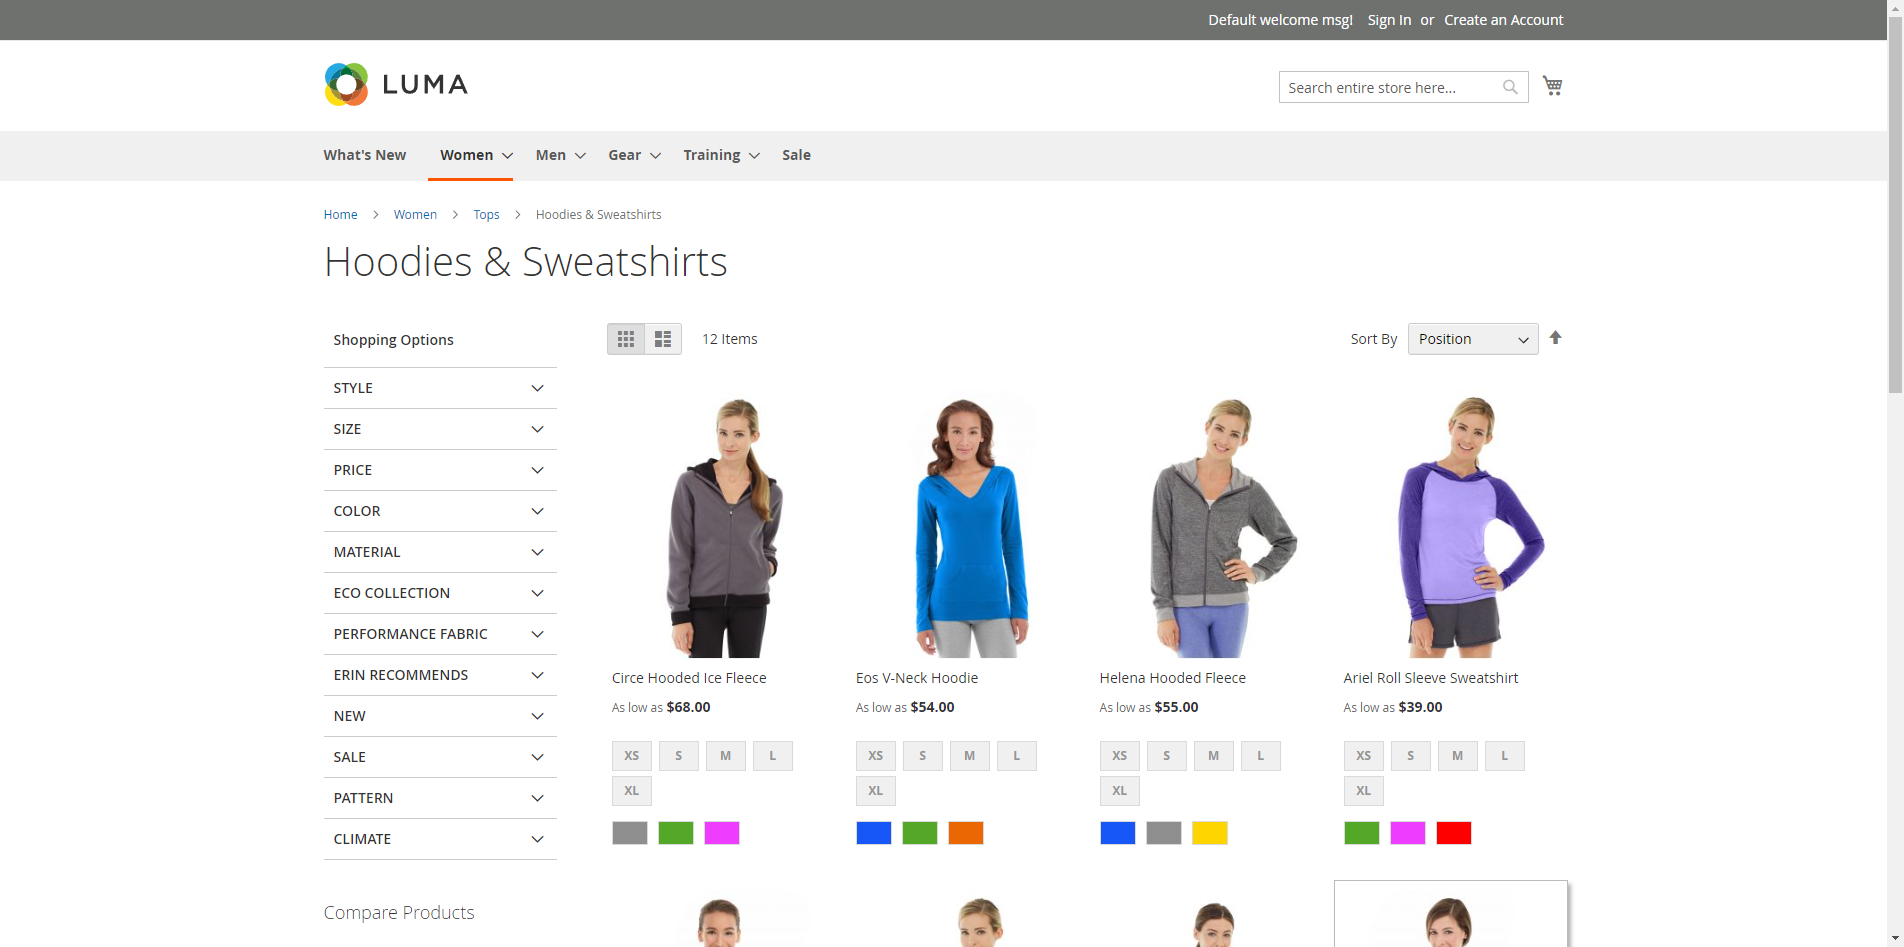 Default welcome msg! Sign In or Create an Account
LUMA
Search entire store here...
What's New Women Men Gear Training Sale
Home Women Tops Hoodies & Sweatshirts
Hoodies & Sweatshirts
Shopping Options
12 Items
Sort By Position
STYLE
SIZE
PRICE
COLOR
MATERIAL
ECO COLLECTION
PERFORMANCE FABRIC
ERIN RECOMMENDS
NEW
SALE
PATTERN
CLIMATE
Compare Products
Circe Hooded Ice Fleece
As low as $68.00
XS S M L
XL
Eos V-Neck Hoodie
As low as $54.00
XS S M L
XL
Helena Hooded Fleece
As low as $55.00
XS S M L
XL
Ariel Roll Sleeve Sweatshirt
As low as $39.00
XS S M L
XL